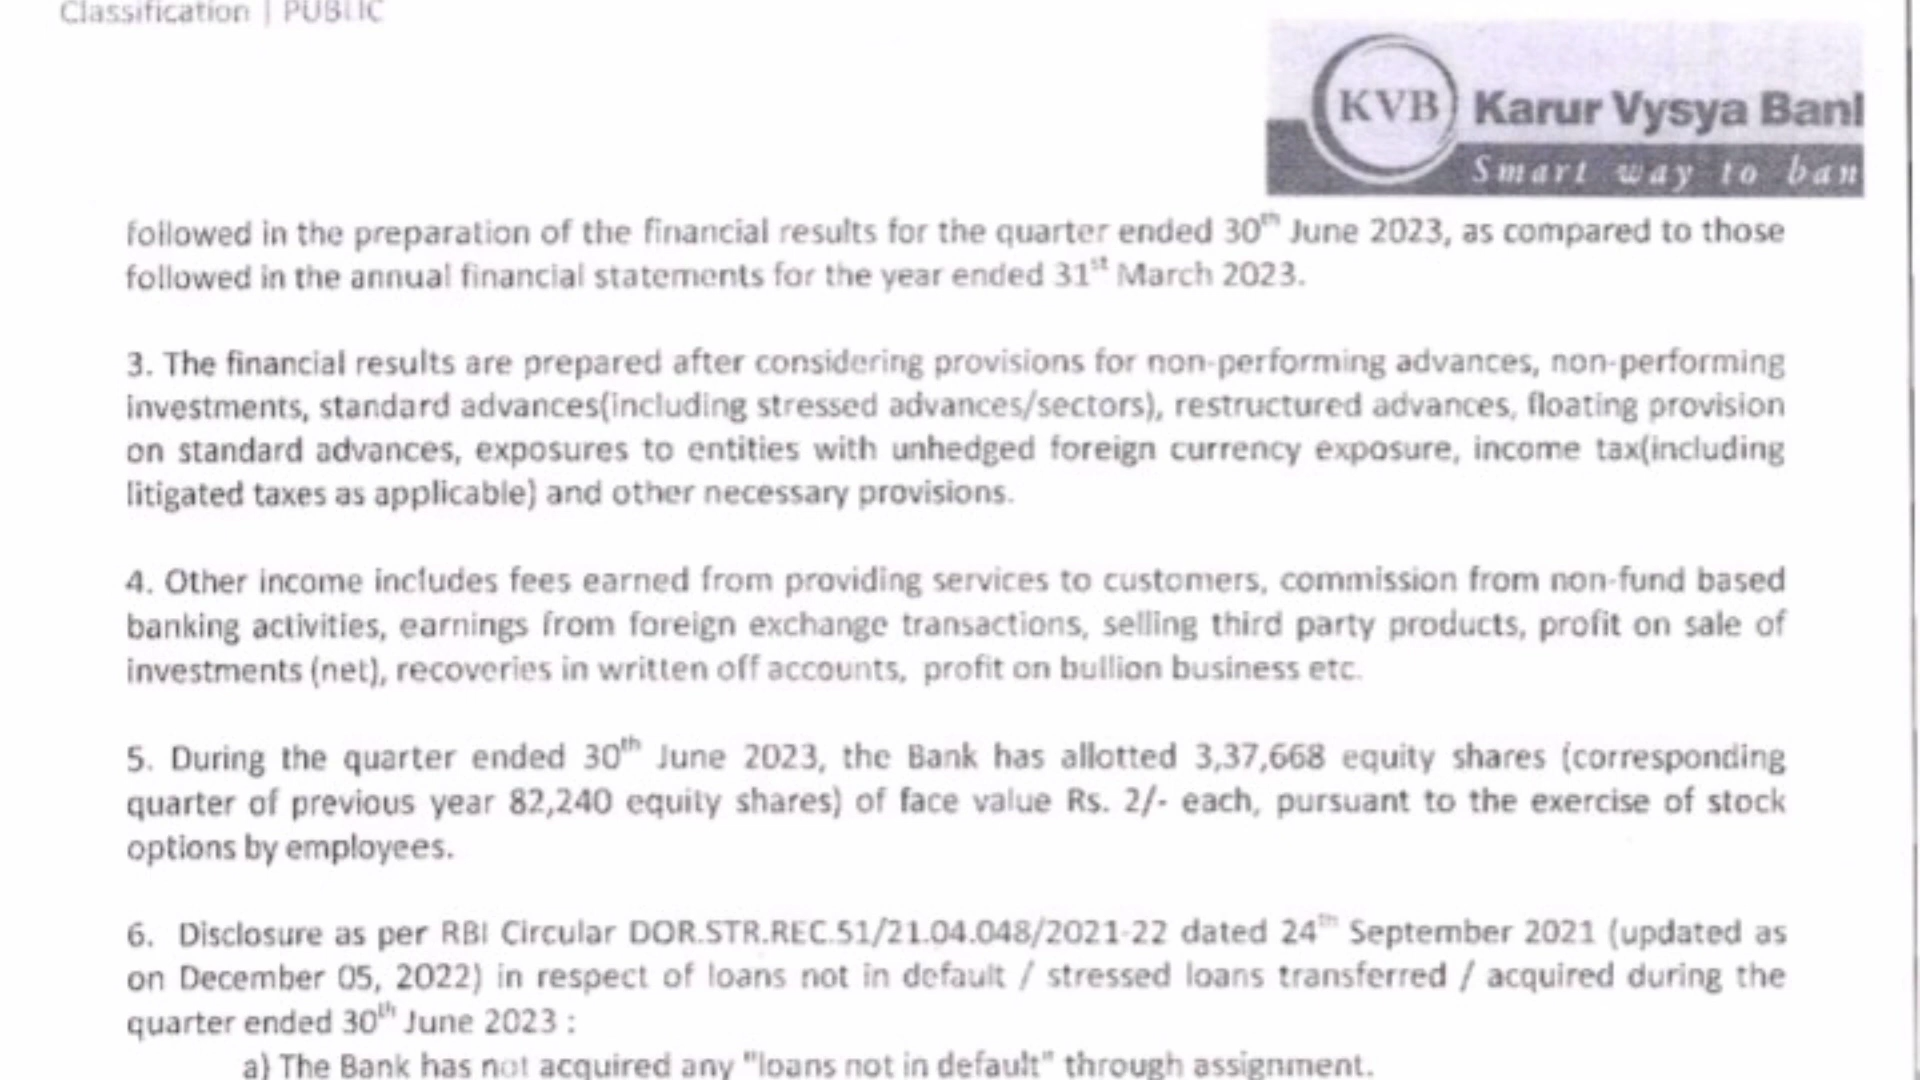 Classification | PUBLIC
KVB Karur Vysya Ban
Smart way to ban
followed in the preparation of the financial results for the quarter ended 30th June 2023, as compared to those
followed in the annual financial statements for the year ended 31st March 2023.
3. The financial results are prepared after considering provisions for non-performing advances, non-performing
investments, standard advances(including stressed advances/sectors), restructured advances, floating provision
on standard advances, exposures to entities with unhedged foreign currency exposure, income tax(including
litigated taxes as applicable) and other necessary provisions.
4. Other income includes fees earned from providing services to customers, commission from non-fund based
banking activities, earnings from foreign exchange transactions, selling third party products, profit on sale of
investments (net), recoveries in written off accounts, profit on bullion business etc.
5. During the quarter ended 30th June 2023, the Bank has allotted 3,37,668 equity shares (corresponding
quarter of previous year 82,240 equity shares) of face value Rs. 2/- each, pursuant to the exercise of stock
options by employees.
6. Disclosure as per RBI Circular DOR.STR.REC.51/21.04.048/2021-22 dated 24th September 2021 (updated as
on December 05, 2022) in respect of loans not in default / stressed loans transferred / acquired during the
quarter ended 30th June 2023 :
a) The Bank has not acquired any "loans not in default" through assignment.